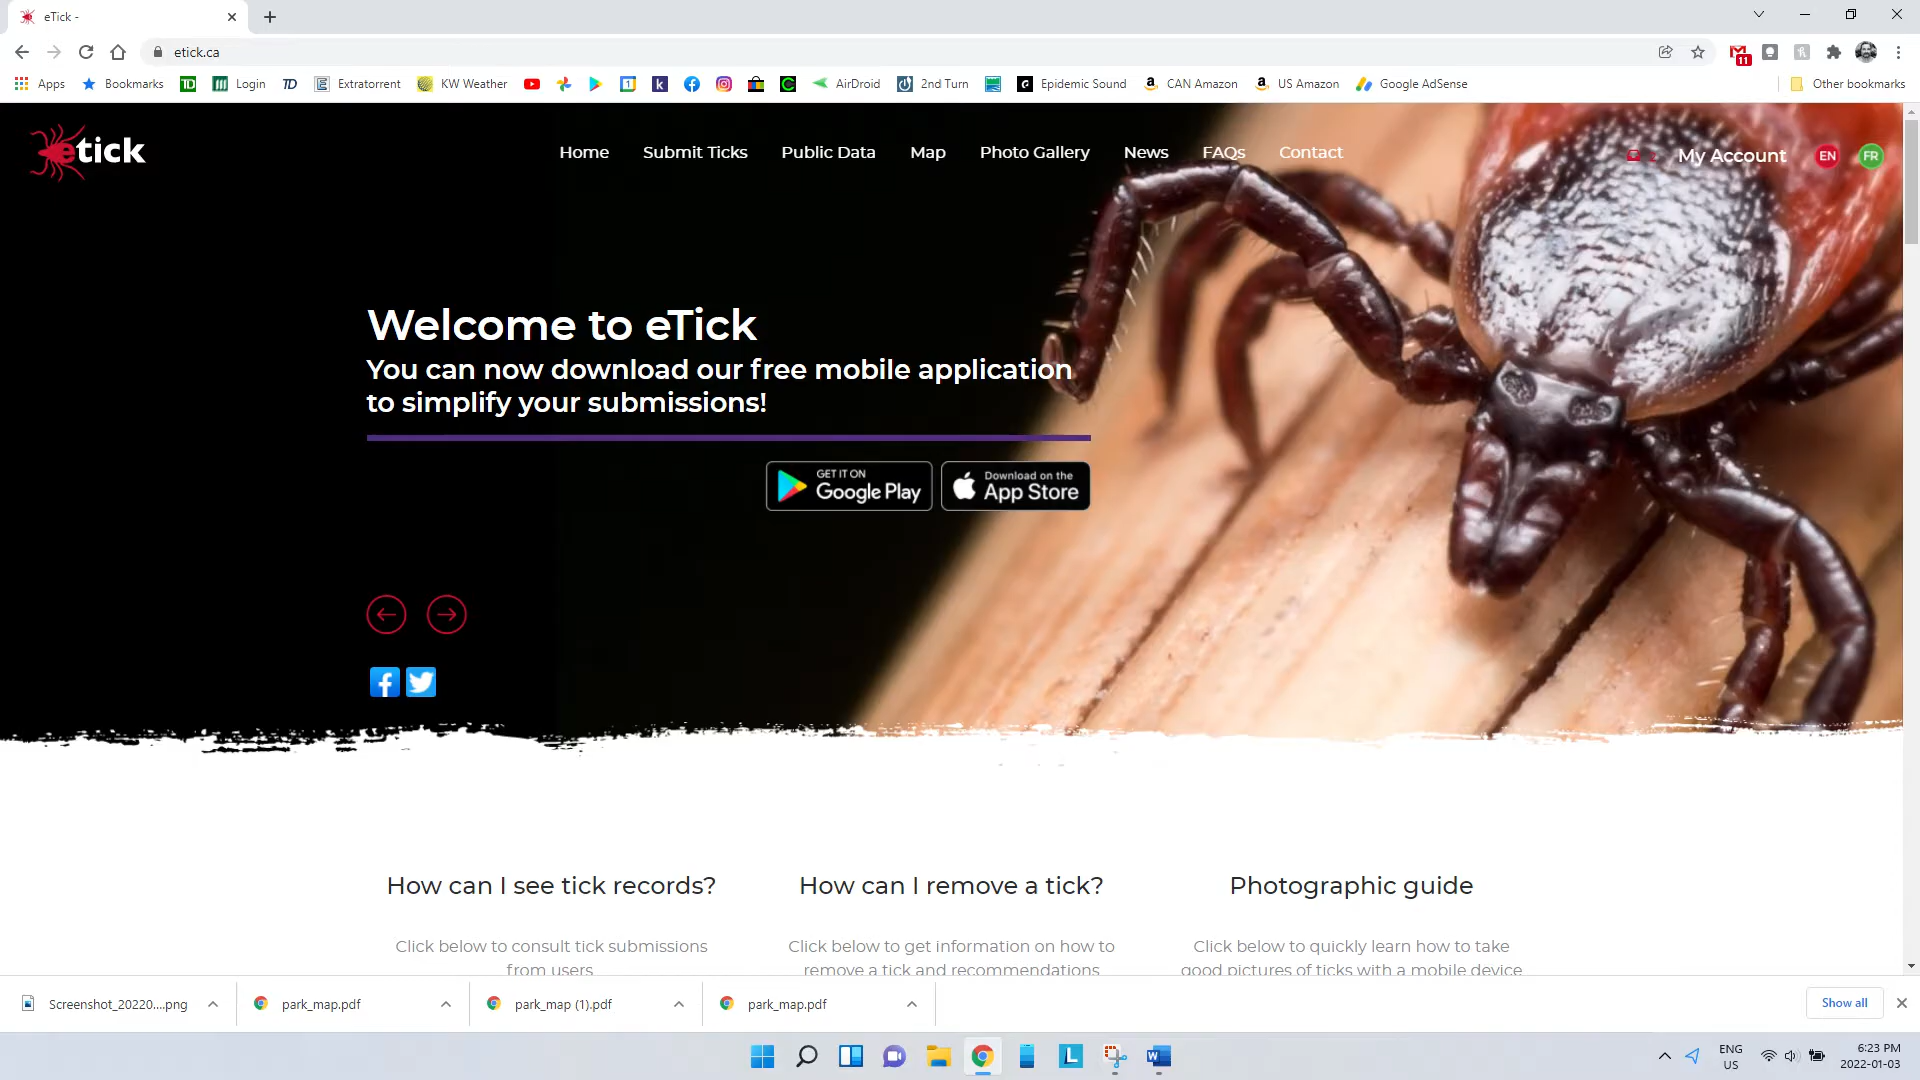 eTick -
etick.ca
11
Apps Bookmarks TD Login TD Extratorrent KW Weather 1 k AirDroid 2nd Turn Epidemic Sound CAN Amazon US Amazon Google AdSense Other bookmarks
etick
Home Submit Ticks Public Data Map Photo Gallery News FAQs Contact
My Account EN FR
Welcome to eTick
You can now download our free mobile application
to simplify your submissions!
GET IT ON
Google Play
Download on the
App Store
How can I see tick records?
Click below to consult tick submissions
from users
How can I remove a tick?
Click below to get information on how to
remove a tick and recommendations
Photographic guide
Click below to quickly learn how to take
good pictures of ticks with a mobile device
Screenshot_20220....png park_map.pdf park_map (1).pdf park_map.pdf Show all
ENG
US
6:23 PM
2022-01-03